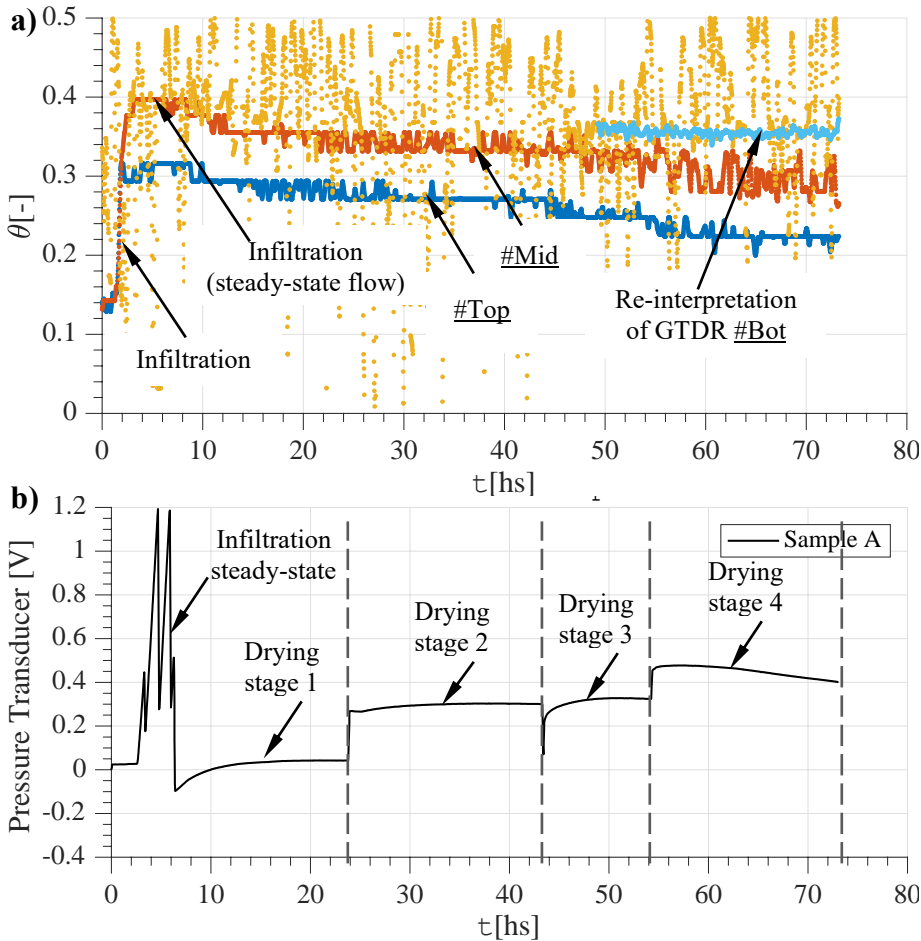 a)
0.5
0.4
0.3
0.2
0.1
0
θ[-]
Infiltration
(steady-state flow)
Infiltration
#Mid
#Top
Re-interpretation
of GTDR #Bot
0 10 20 30 40 50 60 70 80
t[hs]
b)
1.2
1
0.8
0.6
0.4
0.2
0
-0.2
-0.4
Pressure Transducer [V]
Infiltration
steady-state
Sample A
Drying
stage 1
Drying
stage 2
Drying
stage 3
Drying
stage 4
0 10 20 30 40 50 60 70 80
t[hs]